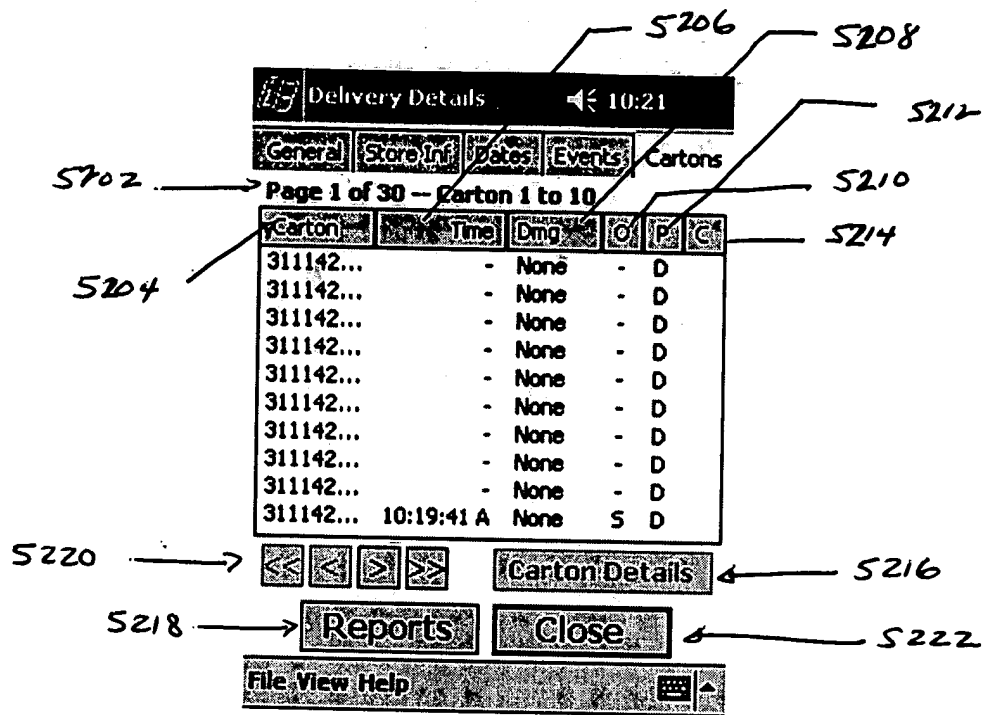 5206
5208
Delivery Details 10:21
5212
General Store Inf Dates Events Cartons
5202 Page 1 of 30 -- Carton 1 to 10 5210
Carton Time Dmg O P C 5214
5204
311142... - None - D
311142... - None - D
311142... - None - D
311142... - None - D
311142... - None - D
311142... - None - D
311142... - None - D
311142... - None - D
311142... - None - D
311142... 10:19:41 A None S D
5220 << < > >> Carton Details 5216
5218 Reports Close 5222
File View Help